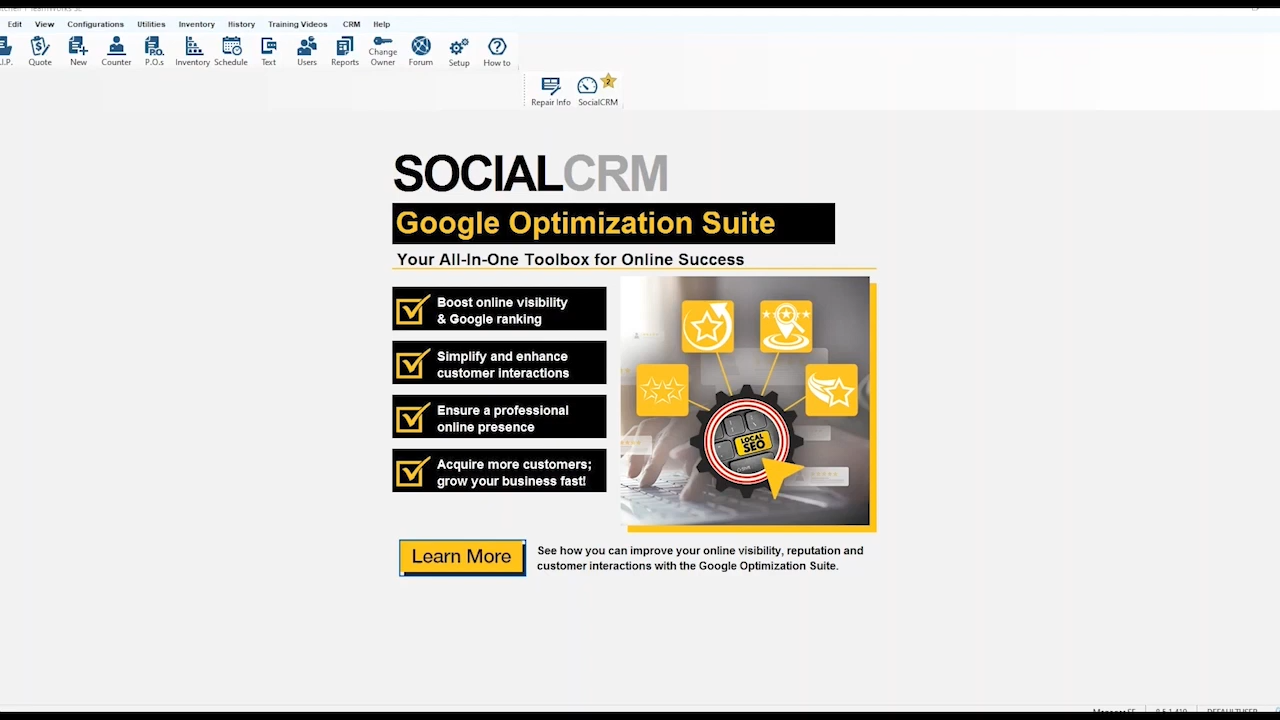 Edit View Configurations Utilities Inventory History Training Videos CRM Help
Quote New Counter P.O.s Inventory Schedule Text Users Reports Change Owner Forum Setup How to
Repair Info SocialCRM
2
SOCIALCRM
Google Optimization Suite
Your All-In-One Toolbox for Online Success
Boost online visibility
& Google ranking
Simplify and enhance
customer interactions
Ensure a professional
online presence
Acquire more customers;
grow your business fast!
LOCAL
SEO
Learn More
See how you can improve your online visibility, reputation and
customer interactions with the Google Optimization Suite.